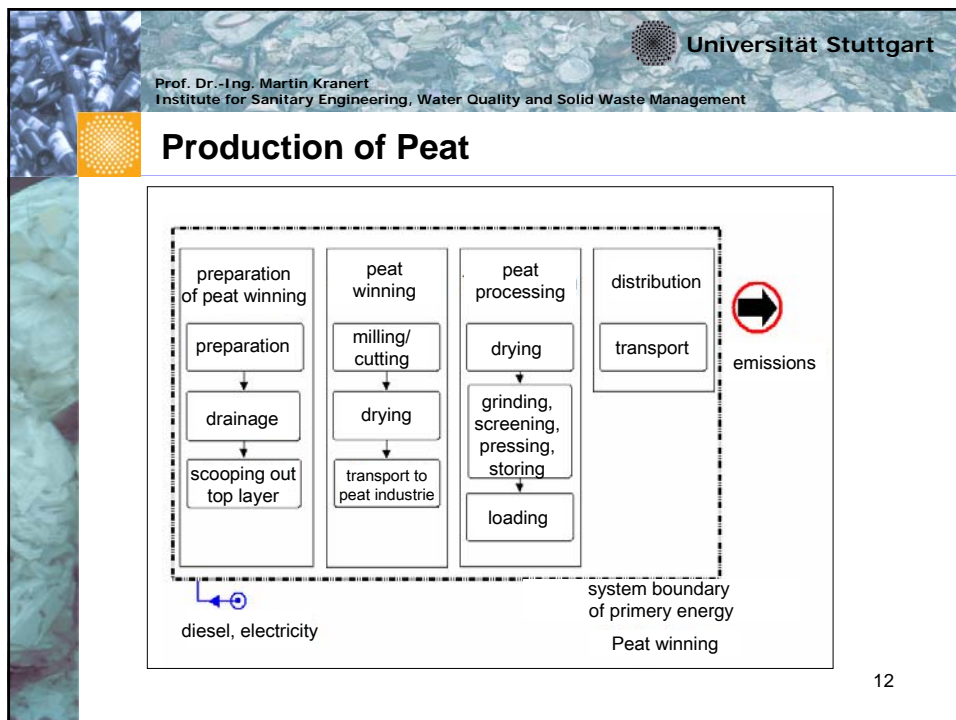 Universität Stuttgart
Prof. Dr.-Ing. Martin Kranert
Institute for Sanitary Engineering, Water Quality and Solid Waste Management
Production of Peat
preparation
of peat winning
preparation
drainage
scooping out
top layer
peat
winning
milling/
cutting
drying
transport to
peat industrie
peat
processing
drying
grinding,
screening,
pressing,
storing
loading
distribution
transport
emissions
diesel, electricity
system boundary
of primery energy
Peat winning
12